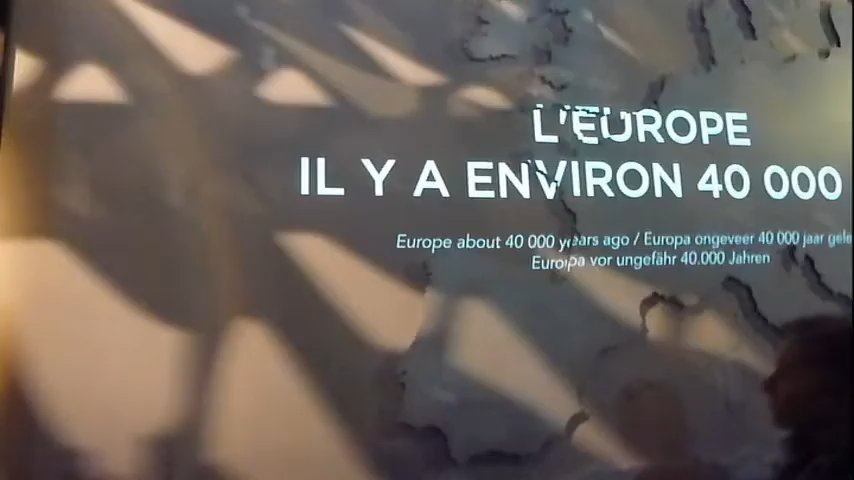 L'EUROPE
IL Y A ENVIRON 40 000
Europe about 40 000 years ago / Europa ongeveer 40 000 jaar gele
Europa vor ungefähr 40.000 Jahren